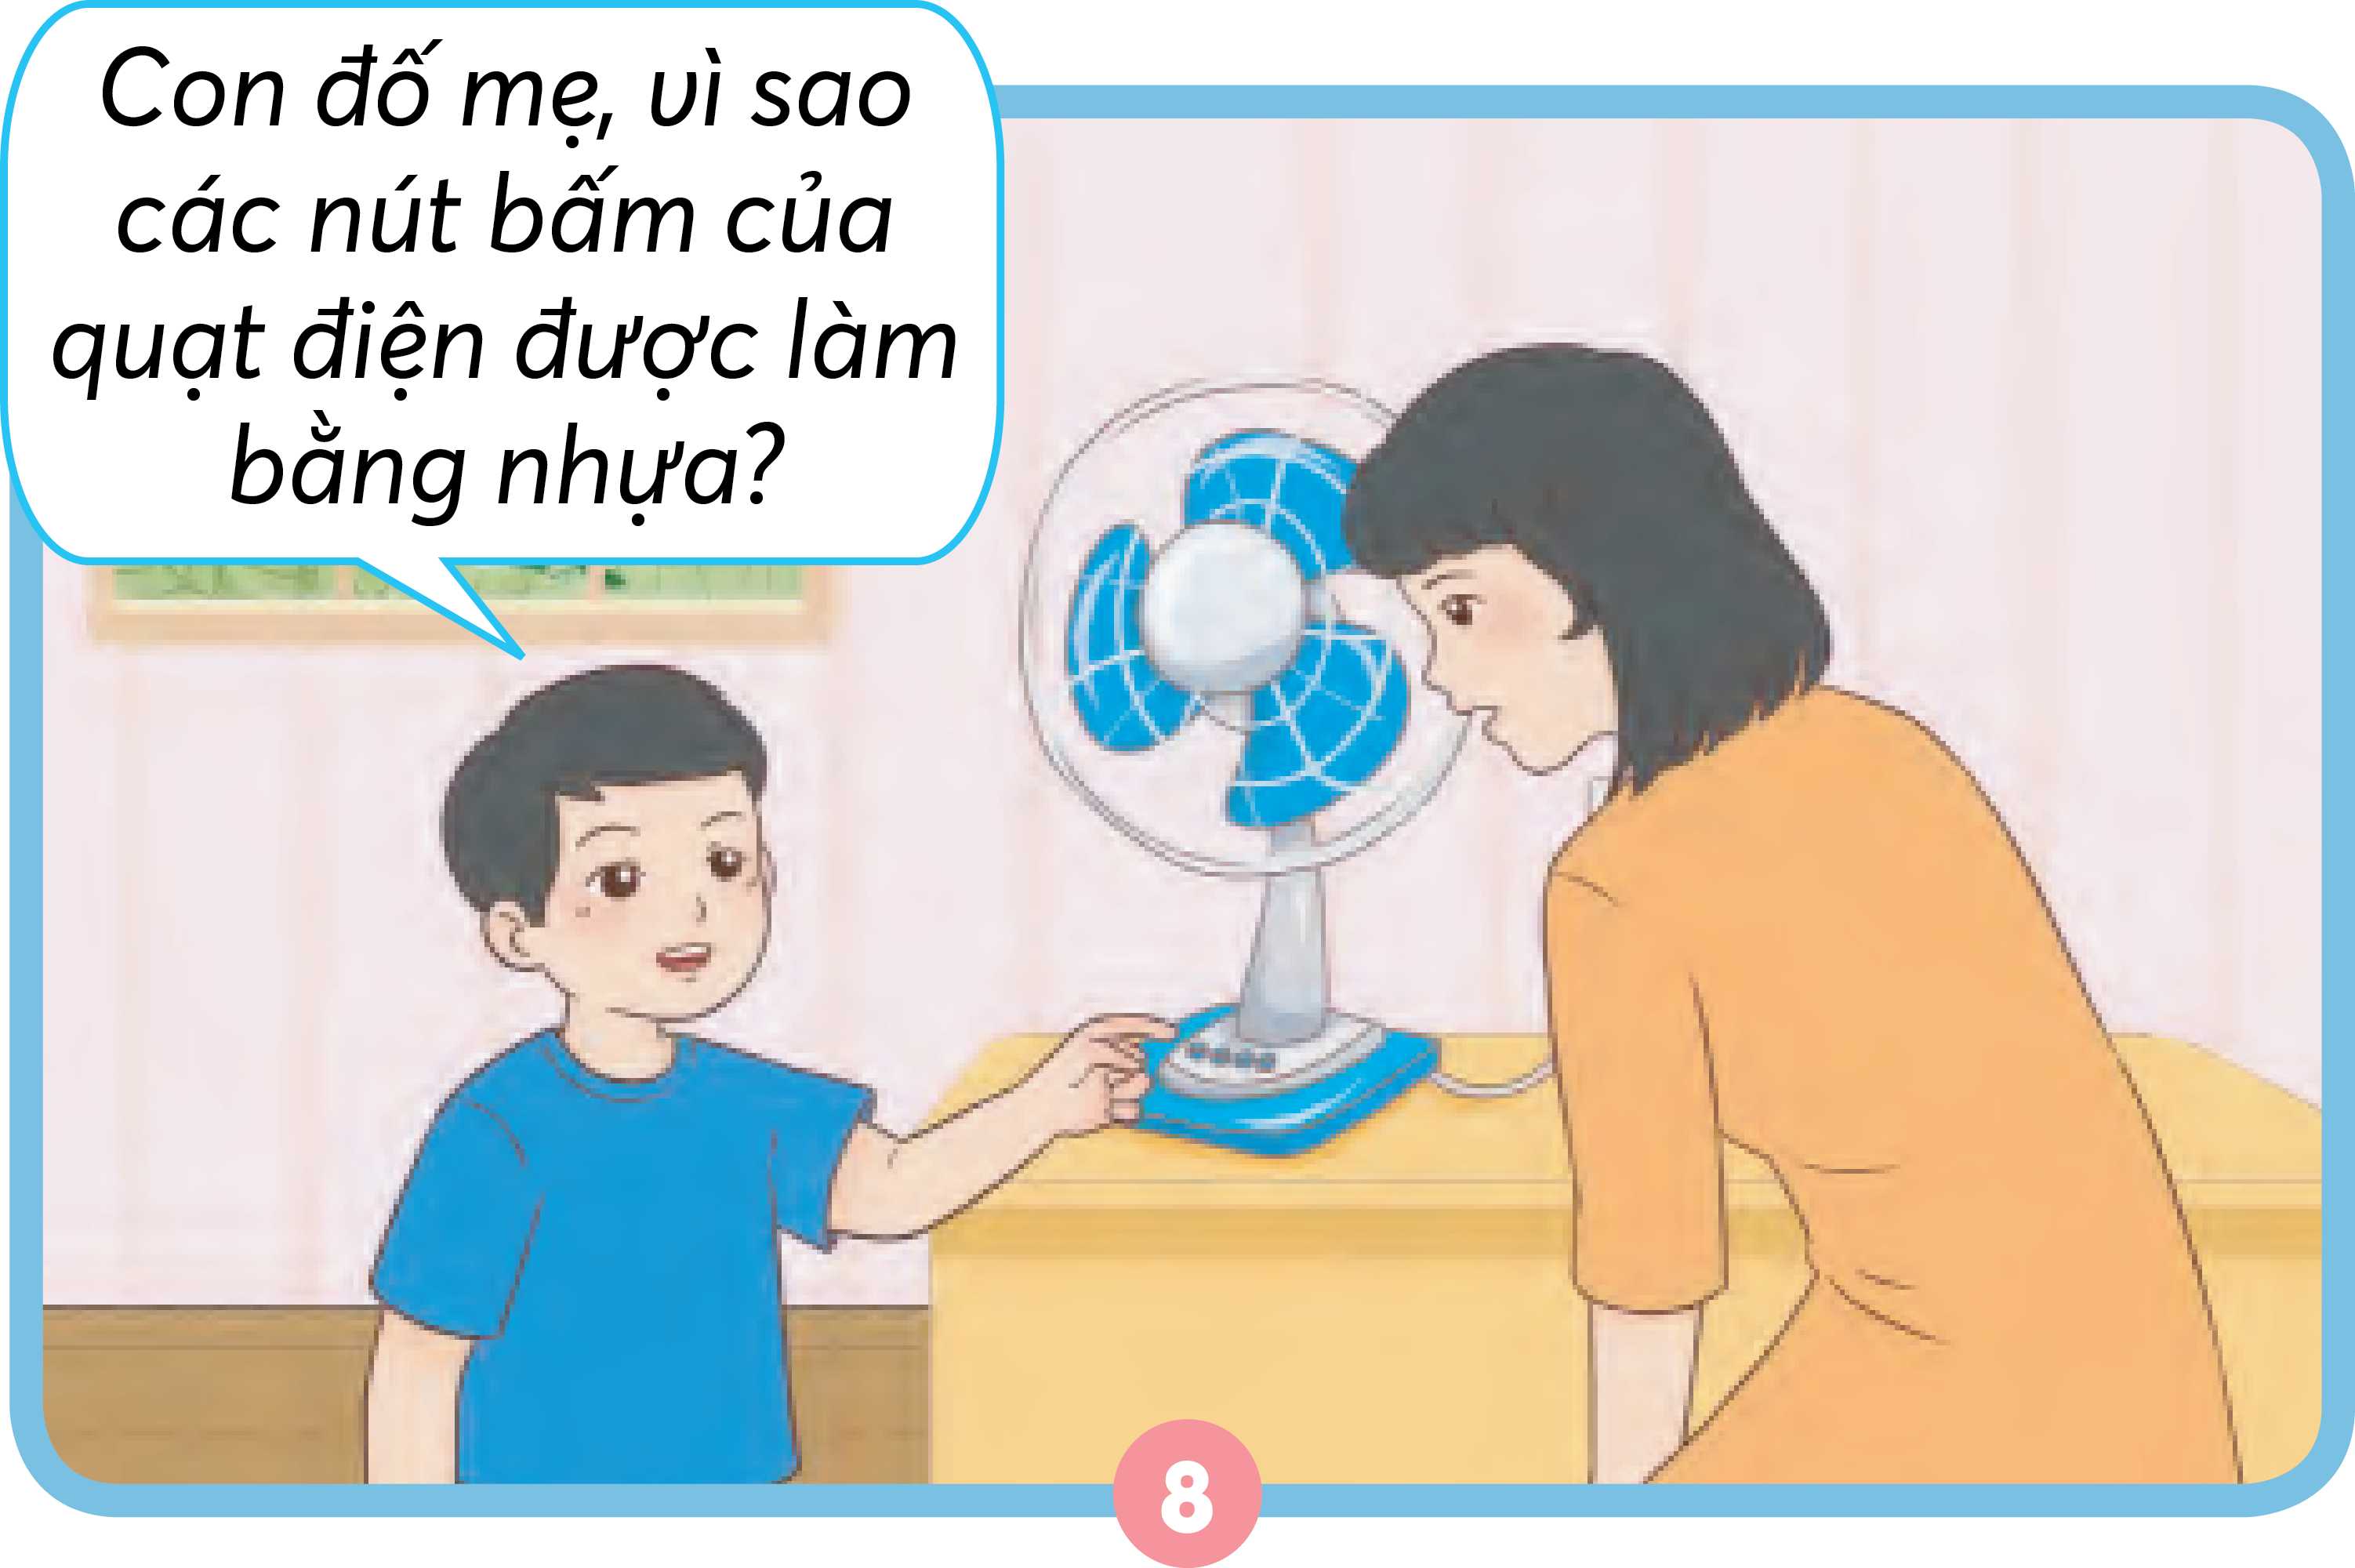 Con đố mẹ, vì sao
các nút bấm của
quạt điện được làm
bằng nhựa?
8